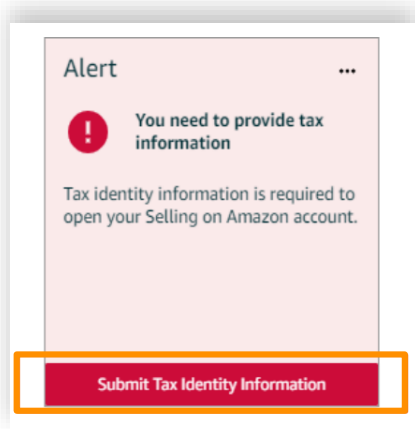 Alert
...
!
You need to provide tax
information
Tax identity information is required to
open your Selling on Amazon account.
Submit Tax Identity Information